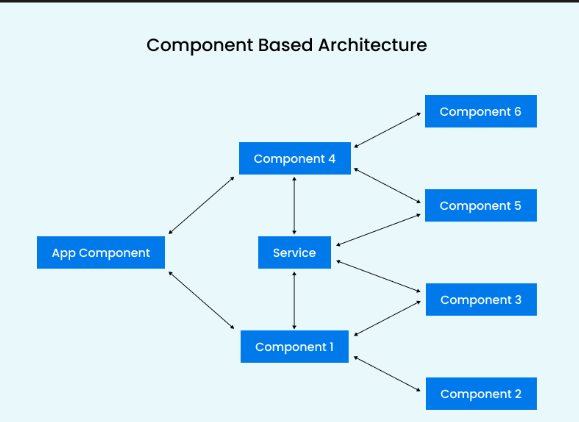 Component Based Architecture
Component 6
Component 4
Component 5
App Component
Service
Component 3
Component 1
Component 2